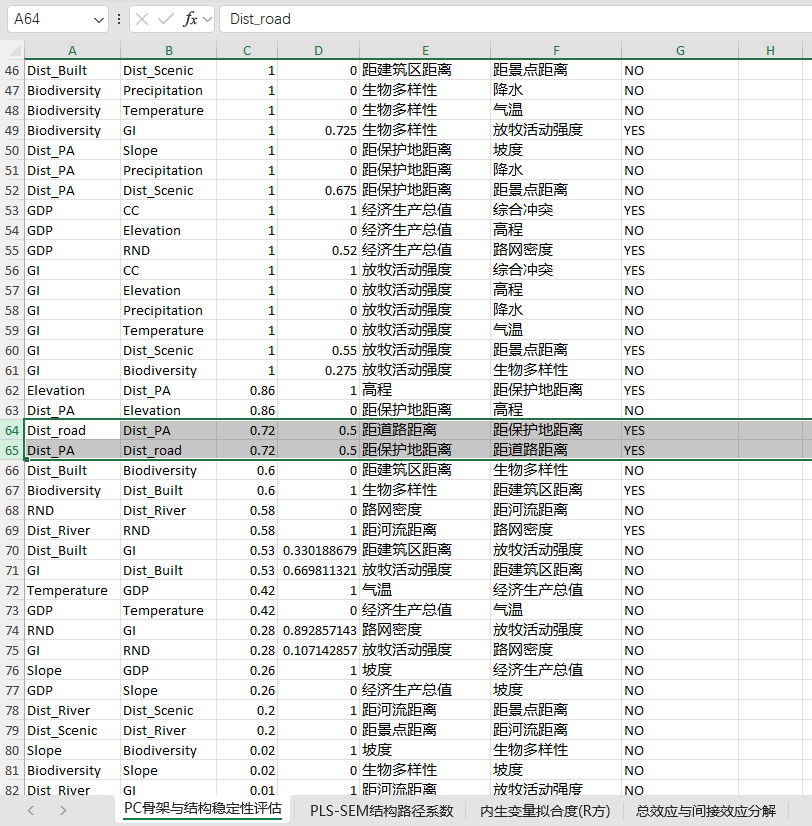 A64 fx Dist_road
A B C D E F G H
46 Dist_Built Dist_Scenic 1 0 距建筑区距离 距景点距离 NO
47 Biodiversity Precipitation 1 0 生物多样性 降水 NO
48 Biodiversity Temperature 1 0 生物多样性 气温 NO
49 Biodiversity GI 1 0.725 生物多样性 放牧活动强度 YES
50 Dist_PA Slope 1 0 距保护地距离 坡度 NO
51 Dist_PA Precipitation 1 0 距保护地距离 降水 NO
52 Dist_PA Dist_Scenic 1 0.675 距保护地距离 距景点距离 NO
53 GDP CC 1 1 经济生产总值 综合冲突 YES
54 GDP Elevation 1 0 经济生产总值 高程 NO
55 GDP RND 1 0.52 经济生产总值 路网密度 YES
56 GI CC 1 1 放牧活动强度 综合冲突 YES
57 GI Elevation 1 0 放牧活动强度 高程 NO
58 GI Precipitation 1 0 放牧活动强度 降水 NO
59 GI Temperature 1 0 放牧活动强度 气温 NO
60 GI Dist_Scenic 1 0.55 放牧活动强度 距景点距离 YES
61 GI Biodiversity 1 0.275 放牧活动强度 生物多样性 NO
62 Elevation Dist_PA 0.86 1 高程 距保护地距离 YES
63 Dist_PA Elevation 0.86 0 距保护地距离 高程 NO
64 Dist_road Dist_PA 0.72 0.5 距道路距离 距保护地距离 YES
65 Dist_PA Dist_road 0.72 0.5 距保护地距离 距道路距离 YES
66 Dist_Built Biodiversity 0.6 0 距建筑区距离 生物多样性 NO
67 Biodiversity Dist_Built 0.6 1 生物多样性 距建筑区距离 YES
68 RND Dist_River 0.58 0 路网密度 距河流距离 NO
69 Dist_River RND 0.58 1 距河流距离 路网密度 YES
70 Dist_Built GI 0.53 0.330188679 距建筑区距离 放牧活动强度 NO
71 GI Dist_Built 0.53 0.669811321 放牧活动强度 距建筑区距离 NO
72 Temperature GDP 0.42 1 气温 经济生产总值 NO
73 GDP Temperature 0.42 0 经济生产总值 气温 NO
74 RND GI 0.28 0.892857143 路网密度 放牧活动强度 NO
75 GI RND 0.28 0.107142857 放牧活动强度 路网密度 NO
76 Slope GDP 0.26 1 坡度 经济生产总值 NO
77 GDP Slope 0.26 0 经济生产总值 坡度 NO
78 Dist_River Dist_Scenic 0.2 1 距河流距离 距景点距离 NO
79 Dist_Scenic Dist_River 0.2 0 距景点距离 距河流距离 NO
80 Slope Biodiversity 0.02 1 坡度 生物多样性 NO
81 Biodiversity Slope 0.02 0 生物多样性 坡度 NO
82 Dist_River GI 0.01 1 距河流距离 放牧活动强度 NO
PC骨架与结构稳定性评估 PLS-SEM结构路径系数 内生变量拟合度(R方) 总效应与间接效应分解